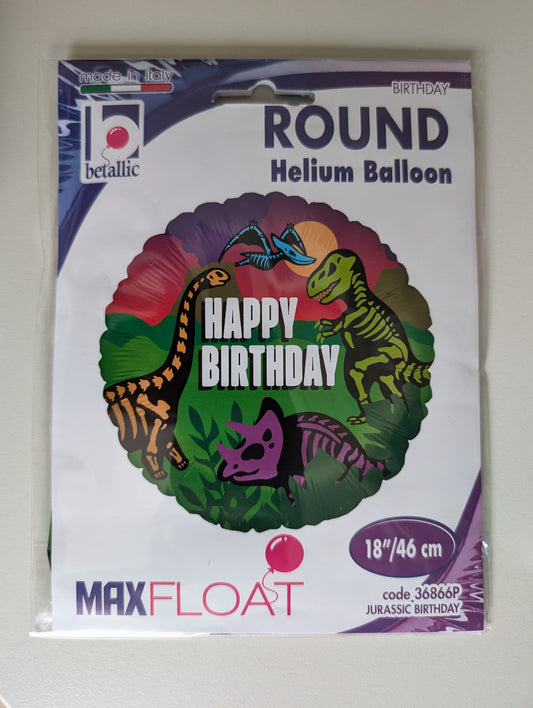 made in Italy
betallic
BIRTHDAY
ROUND
Helium Balloon
HAPPY
BIRTHDAY
18"/46 cm
MAXFLOAT
code 36866P
JURASSIC BIRTHDAY